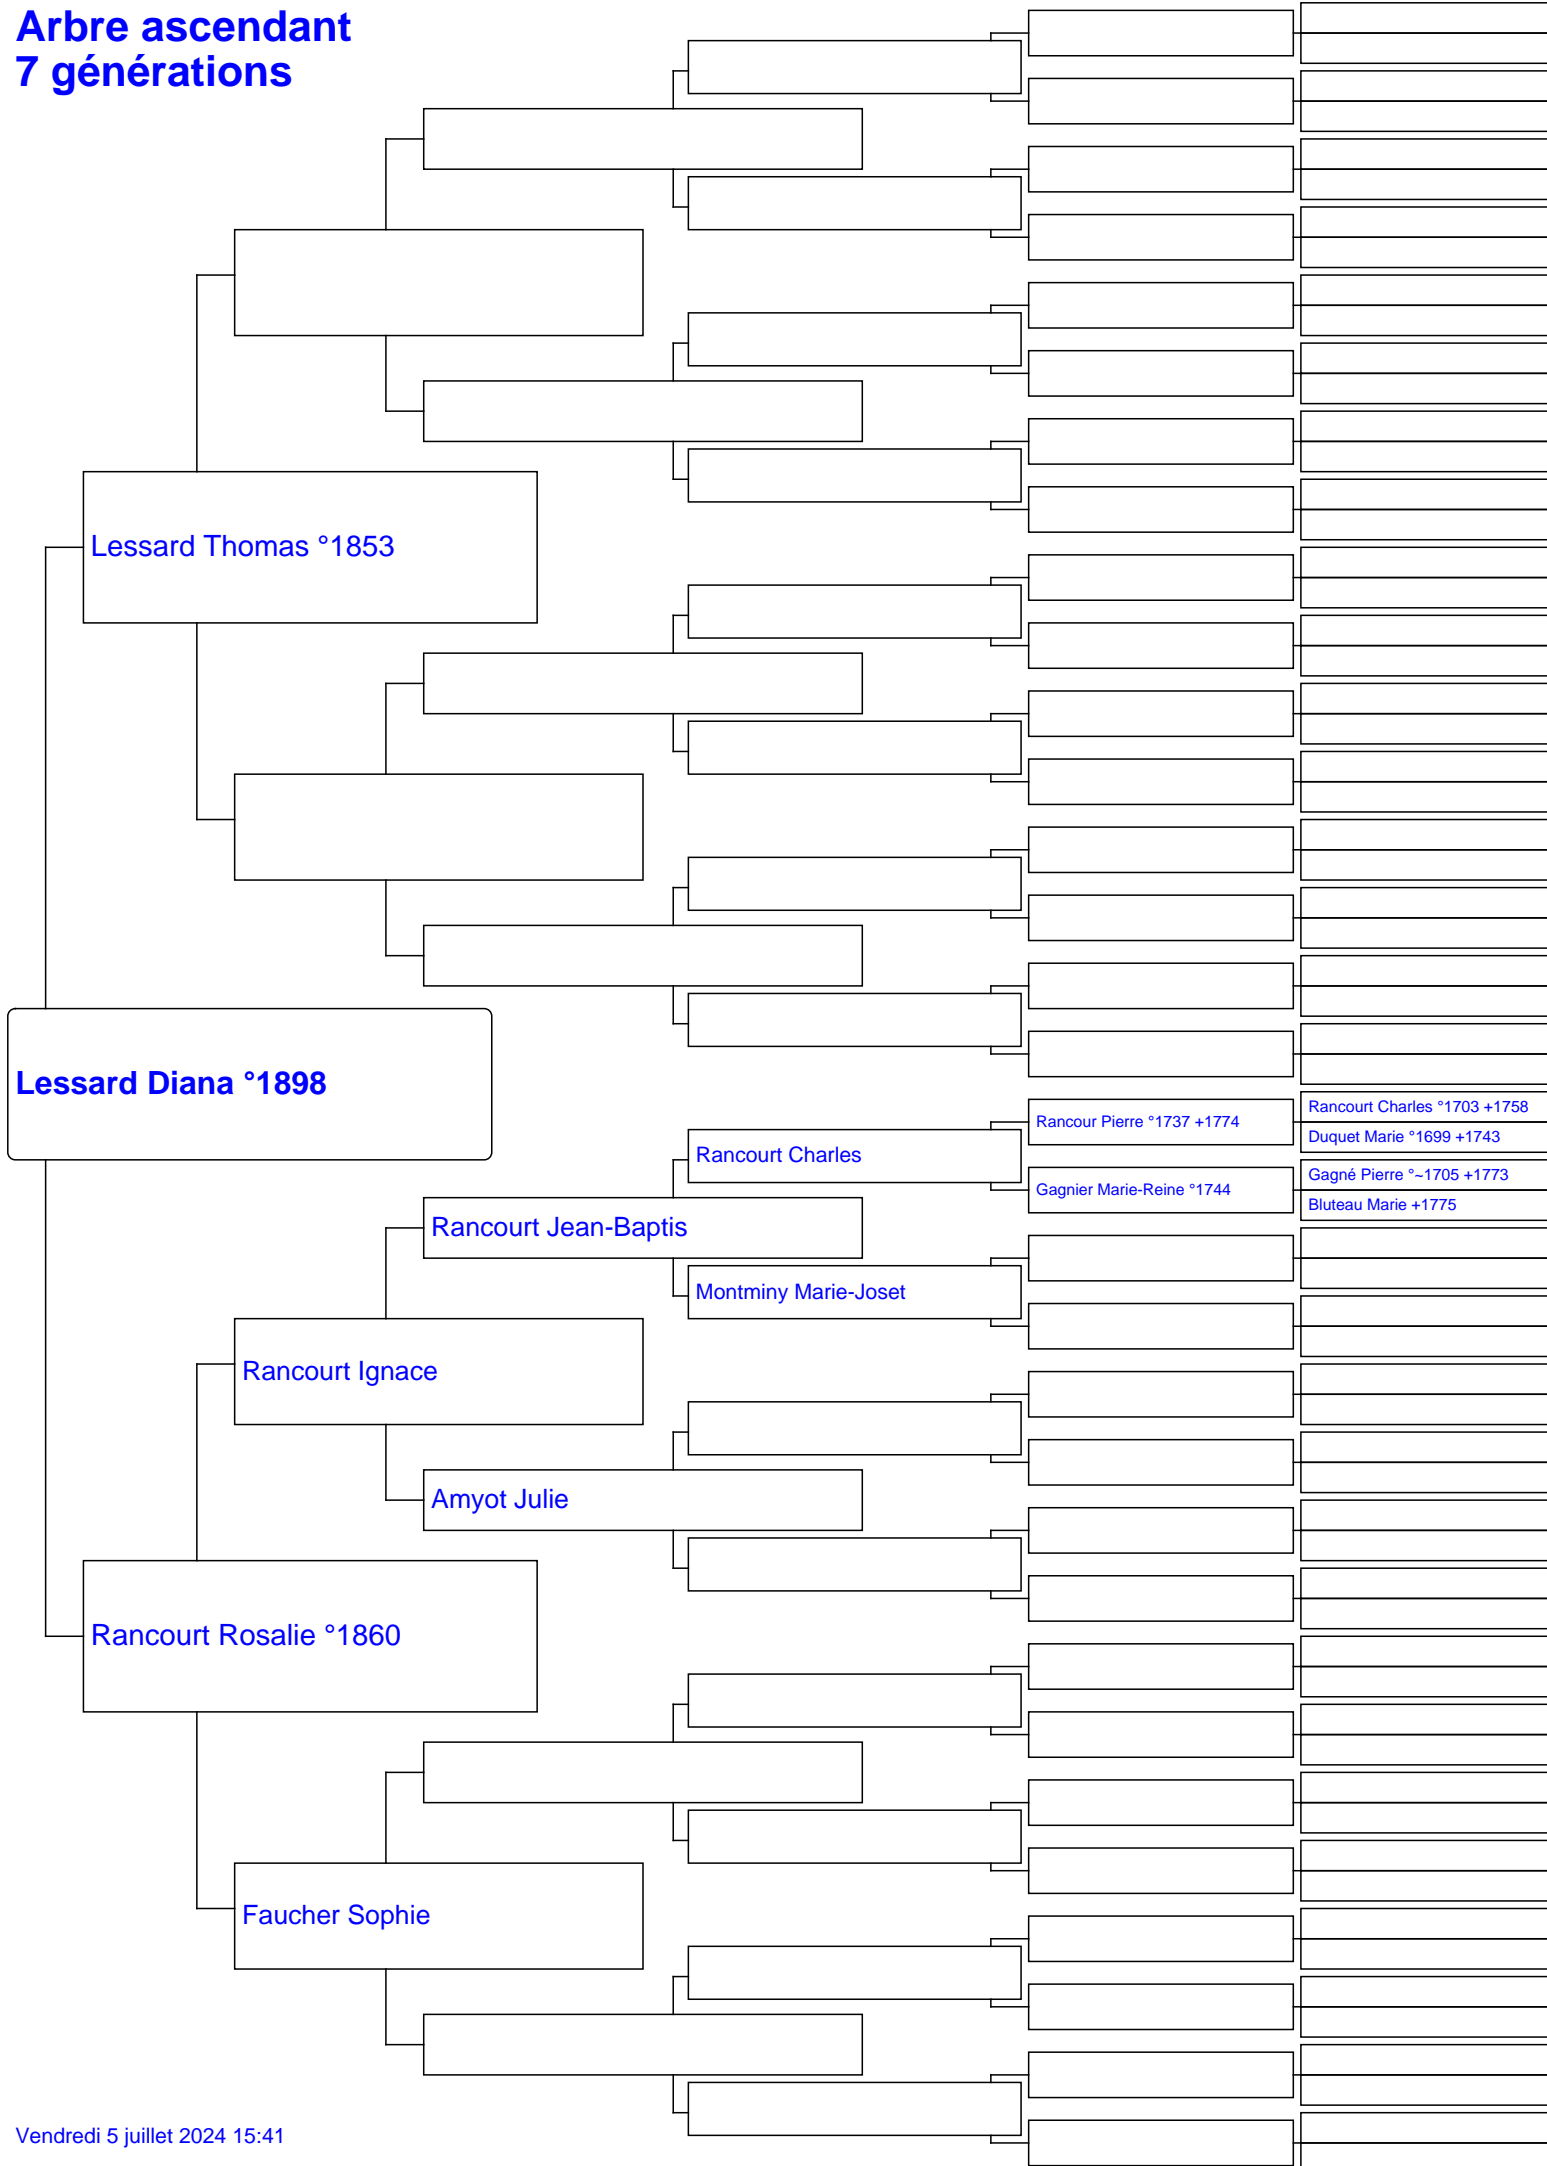 Arbre ascendant
7 générations
Lessard Thomas °1853
Lessard Diana °1898
Rancour Pierre °1737 +1774
Rancourt Charles °1703 +1758
Duquet Marie °1699 +1743
Rancourt Charles
Gagnier Marie-Reine °1744
Gagné Pierre °~1705 +1773
Bluteau Marie +1775
Rancourt Jean-Baptis
Montminy Marie-Joset
Rancourt Ignace
Amyot Julie
Rancourt Rosalie °1860
Faucher Sophie
Vendredi 5 juillet 2024 15:41